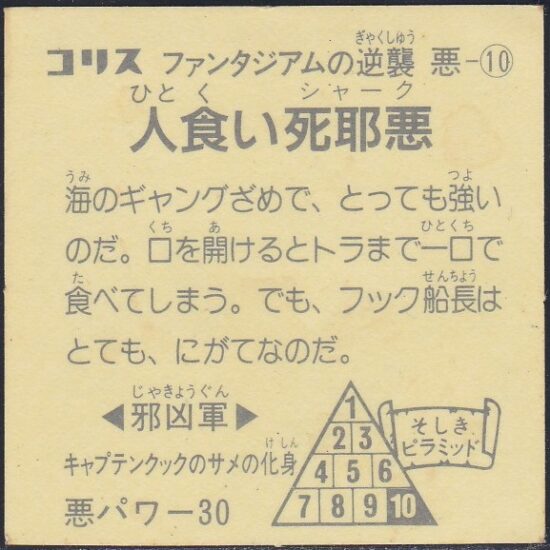 コリス ファンタジアムの逆襲 悪-⑩
ぎゃくしゅう
ひとく シャーク
人食い死耶悪
うみ つよ
海のギャングざめで、とっても強い
くち あ ひとくち
のだ。口を開けるとトラまで一口で
た せんちょう
食べてしまう。でも、フック船長は
とても、にがてなのだ。
じゃきょうぐん
◀邪凶軍▶
けしん
キャプテンクックのサメの化身
悪パワー30
1
2 3
4 5 6
7 8 9 10
そしき
ピラミッド